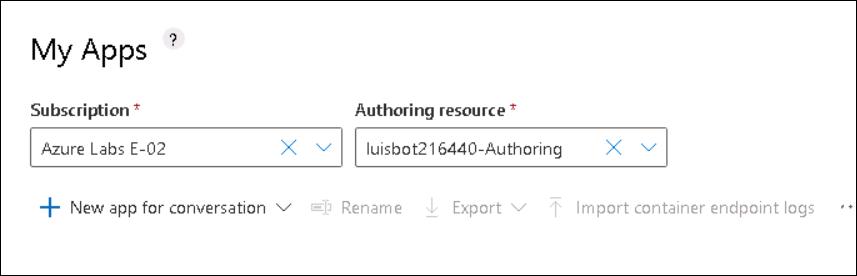 My Apps ?
Subscription * Authoring resource *
Azure Labs E-02 luisbot216440-Authoring
New app for conversation Rename Export Import container endpoint logs ...